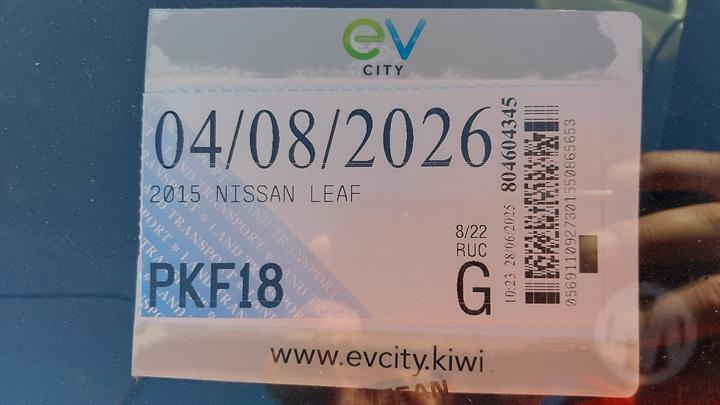 ev
CITY
04/08/2026
2015 NISSAN LEAF
8/22
RUC
PKF18
G
10:23 28/06/2025 804604345
0569110927301550865653
www.evcity.kiwi